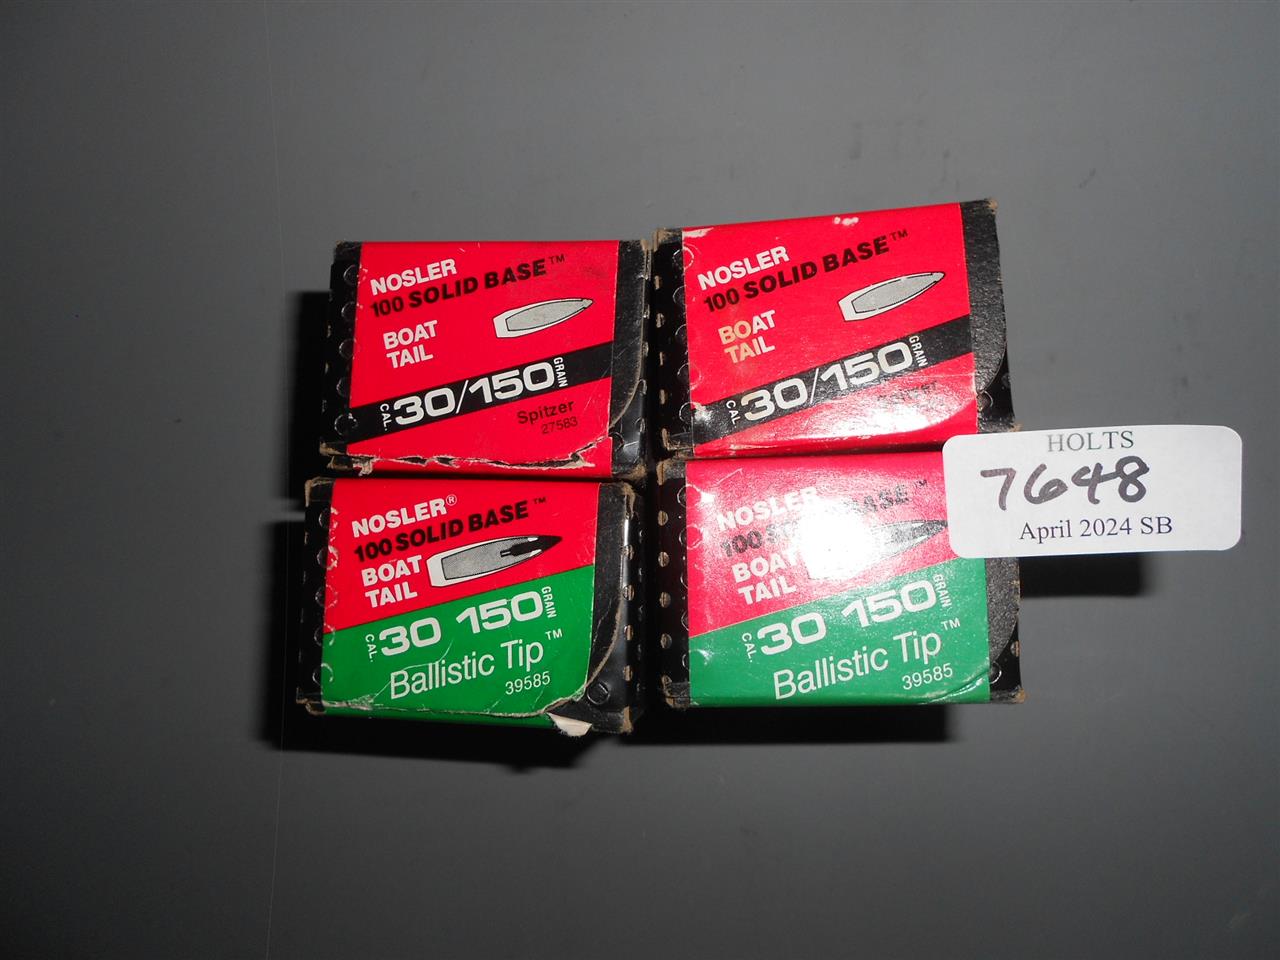 NOSLER
100 SOLID BASE™
BOAT
TAIL
CAL. 30/150 GRAIN
Spitzer
27583
NOSLER
100 SOLID BASE™
BOAT
TAIL
CAL. 30/150 GRAIN
NOSLER®
100 SOLID BASE™
BOAT
TAIL
CAL. 30 150 GRAIN
Ballistic Tip™
39585
NOSLER
100 BASE™
BOAT
TAIL
CAL. 30 150 GRAIN
Ballistic Tip™
39585
HOLTS
7648
April 2024 SB